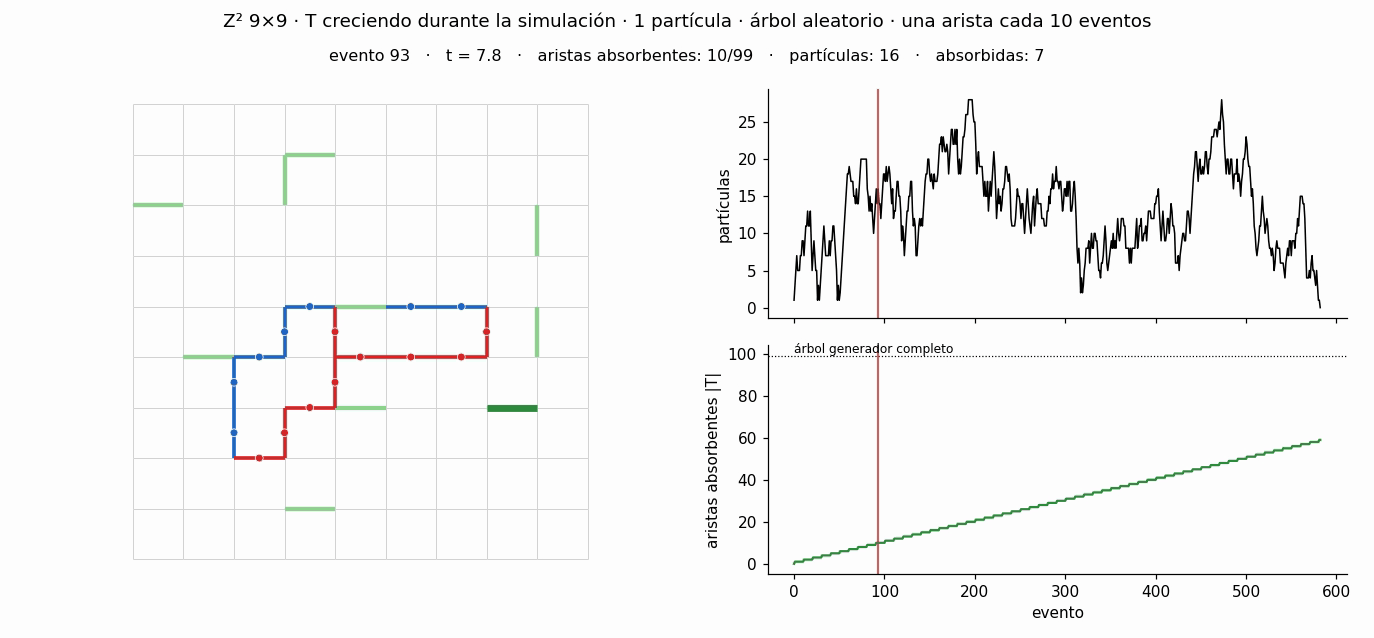 Z² 9×9 · T creciendo durante la simulación · 1 partícula · árbol aleatorio · una arista cada 10 eventos
evento 93 · t = 7.8 · aristas absorbentes: 10/99 · partículas: 16 · absorbidas: 7
partículas
25
20
15
10
5
0
aristas absorbentes |T|
árbol generador completo
100
80
60
40
20
0
0 100 200 300 400 500 600
evento